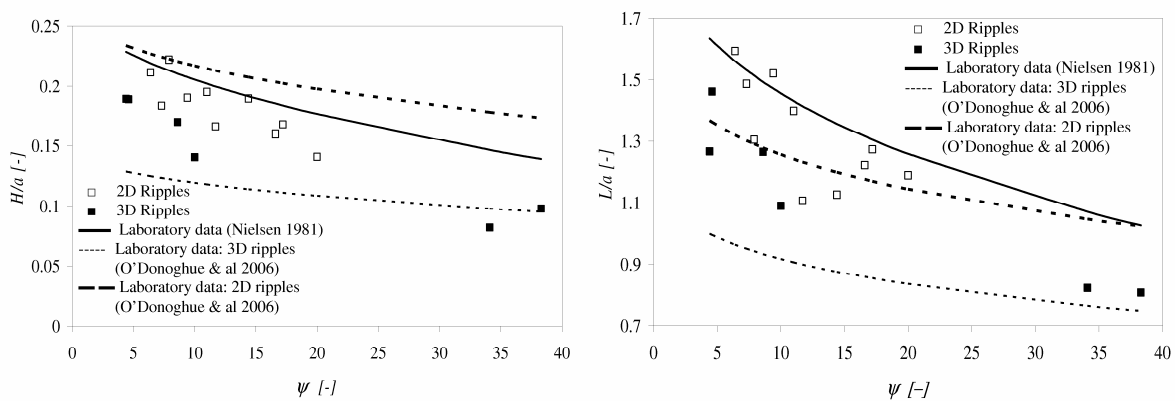 0.25
0.2
0.15
0.1
0.05
0
H/a [-]
2D Ripples
3D Ripples
Laboratory data (Nielsen 1981)
Laboratory data: 3D ripples
(O'Donoghue & al 2006)
Laboratory data: 2D ripples
(O'Donoghue & al 2006)
0 5 10 15 20 25 30 35 40
ψ [-]
1.7
1.5
1.3
1.1
0.9
0.7
L/a [-]
2D Ripples
3D Ripples
Laboratory data (Nielsen 1981)
Laboratory data: 3D ripples
(O'Donoghue & al 2006)
Laboratory data: 2D ripples
(O'Donoghue & al 2006)
0 5 10 15 20 25 30 35 40
ψ [–]